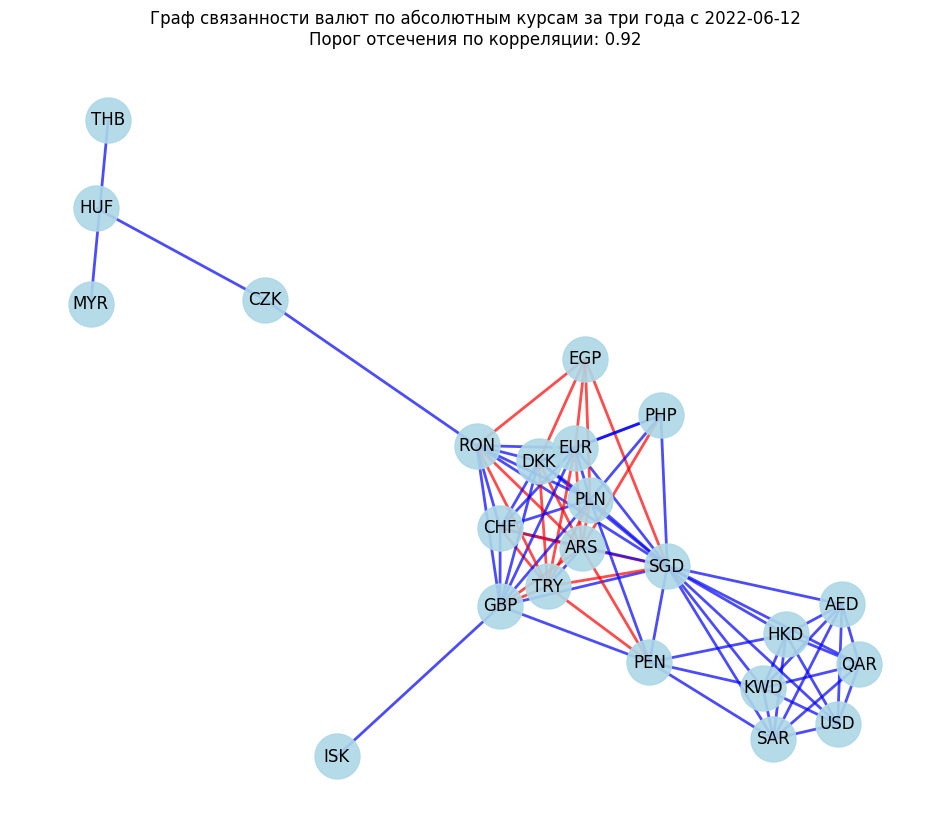 Граф связанности валют по абсолютным курсам за три года с 2022-06-12
Порог отсечения по корреляции: 0.92
THB
HUF
MYR
CZK
EGP
PHP
RON
EUR
DKK
PLN
CHF
ARS
SGD
TRY
GBP
AED
HKD
PEN
QAR
KWD
USD
SAR
ISK